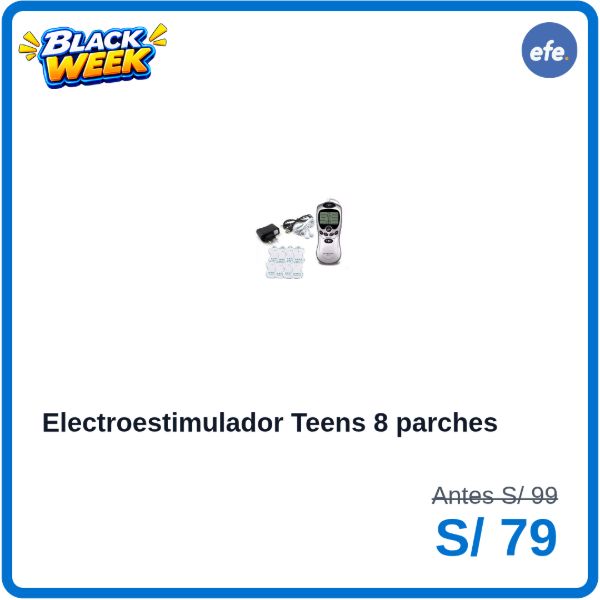 BLACK
WEEK
efe.
Electroestimulador Teens 8 parches
Antes S/ 99
S/ 79